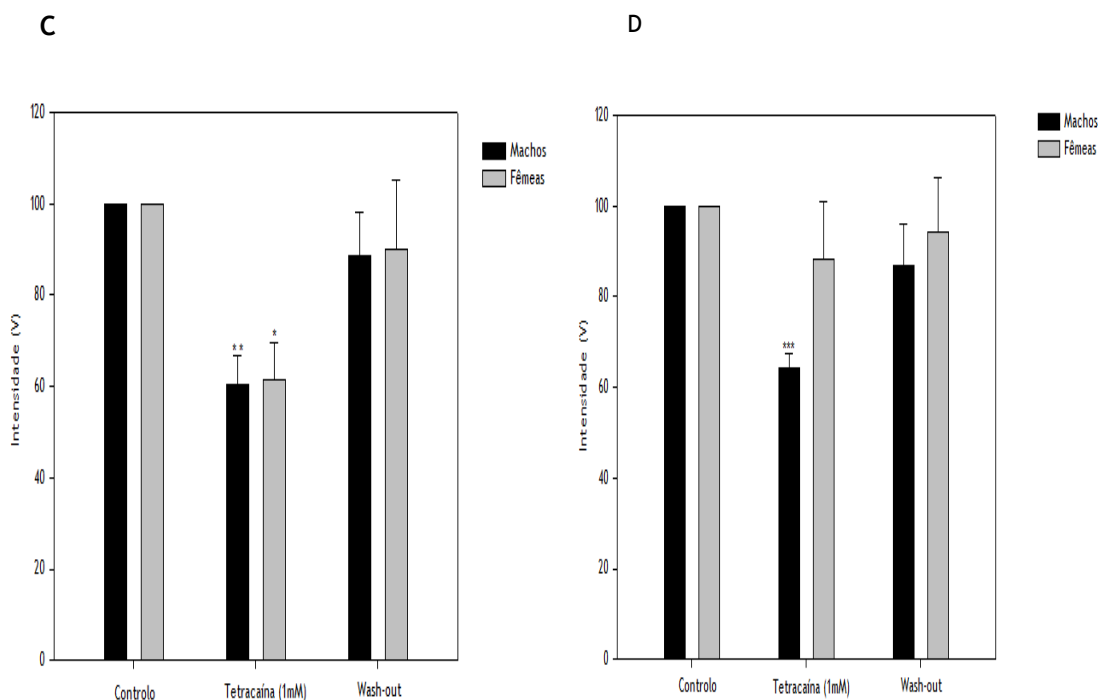 C
120
100
80
60
40
20
0
Intensidade (V)
** *
Controlo Tetracaína (1mM) Wash-out
Machos
Fêmeas
D
120
100
80
60
40
20
0
Intensidade (V)
***
Controlo Tetracaína (1mM) Wash-out
Machos
Fêmeas